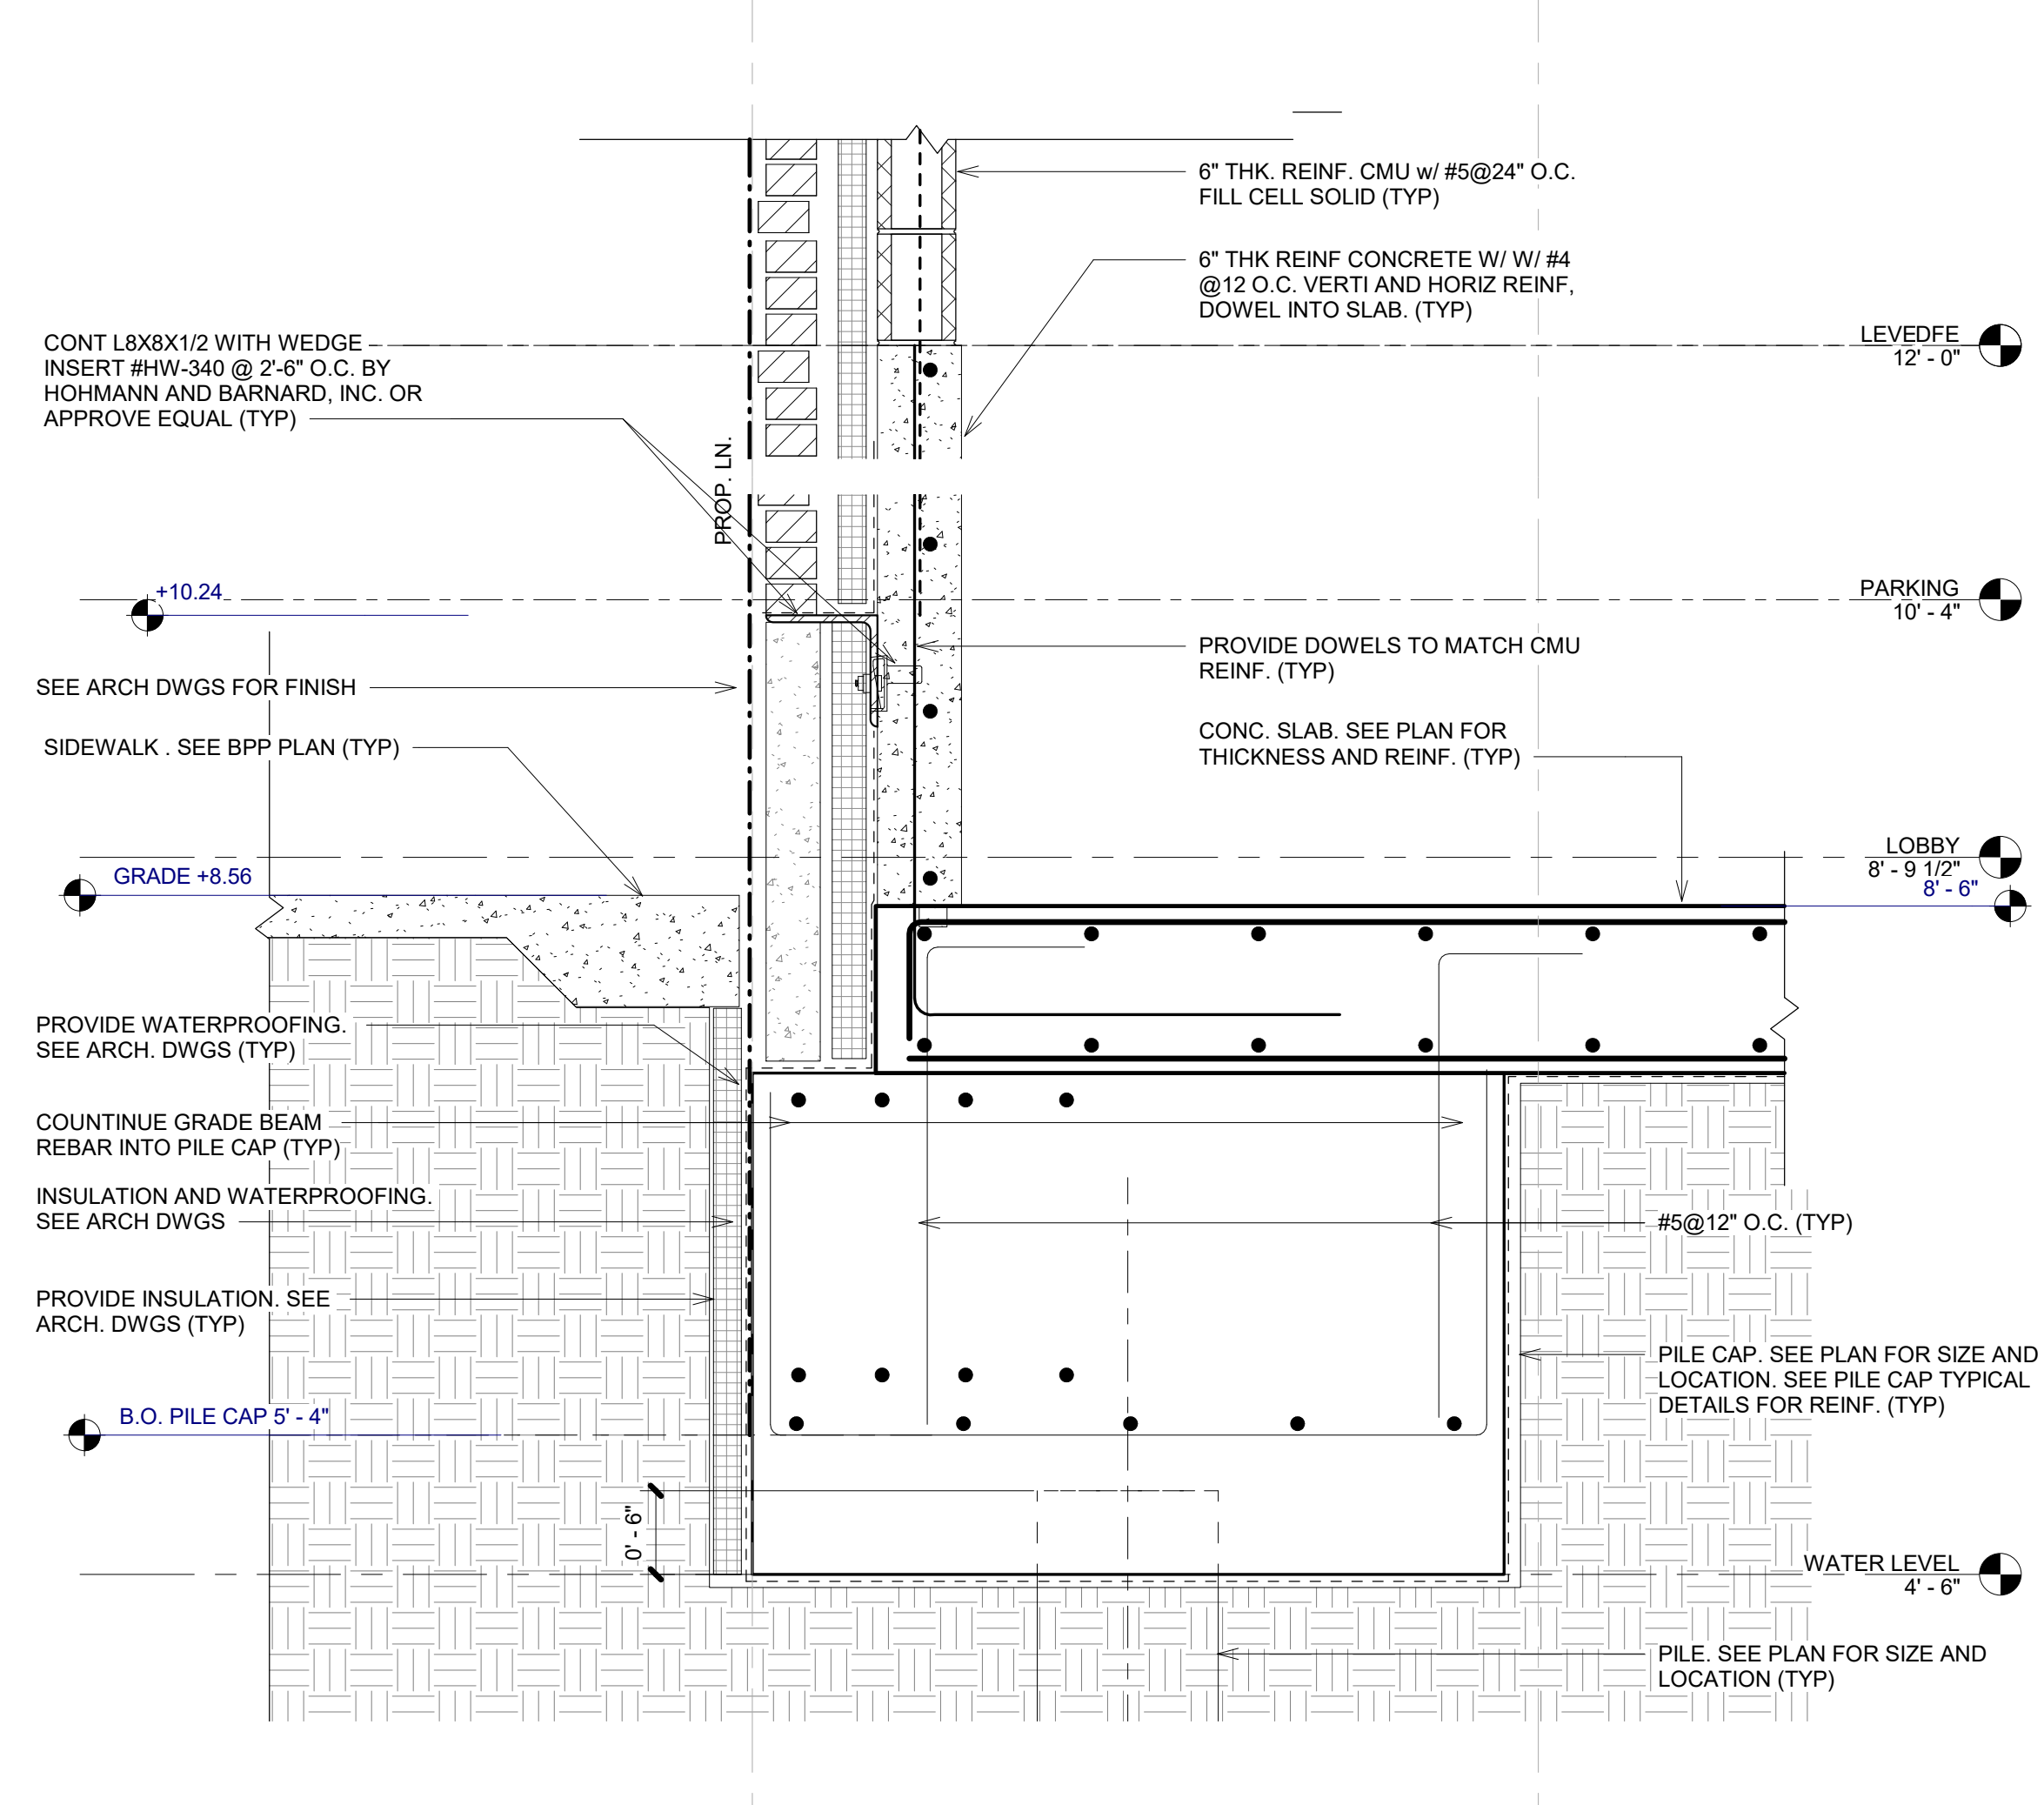 6" THK. REINF. CMU w/ #5@24" O.C.
FILL CELL SOLID (TYP)
6" THK REINF CONCRETE W/ W/ #4
@12 O.C. VERTI AND HORIZ REINF,
DOWEL INTO SLAB. (TYP)
CONT L8X8X1/2 WITH WEDGE
INSERT #HW-340 @ 2'-6" O.C. BY
HOHMANN AND BARNARD, INC. OR
APPROVE EQUAL (TYP)
LEVEDFE
12' - 0"
PROP. LN.
+10.24
PARKING
10' - 4"
PROVIDE DOWELS TO MATCH CMU
REINF. (TYP)
SEE ARCH DWGS FOR FINISH
SIDEWALK . SEE BPP PLAN (TYP)
CONC. SLAB. SEE PLAN FOR
THICKNESS AND REINF. (TYP)
LOBBY
8' - 9 1/2"
8' - 6"
GRADE +8.56
PROVIDE WATERPROOFING.
SEE ARCH. DWGS (TYP)
COUNTINUE GRADE BEAM
REBAR INTO PILE CAP (TYP)
INSULATION AND WATERPROOFING.
SEE ARCH DWGS
#5@12" O.C. (TYP)
PROVIDE INSULATION. SEE
ARCH. DWGS (TYP)
PILE CAP. SEE PLAN FOR SIZE AND
LOCATION. SEE PILE CAP TYPICAL
DETAILS FOR REINF. (TYP)
B.O. PILE CAP 5' - 4"
0' - 6"
WATER LEVEL
4' - 6"
PILE. SEE PLAN FOR SIZE AND
LOCATION (TYP)